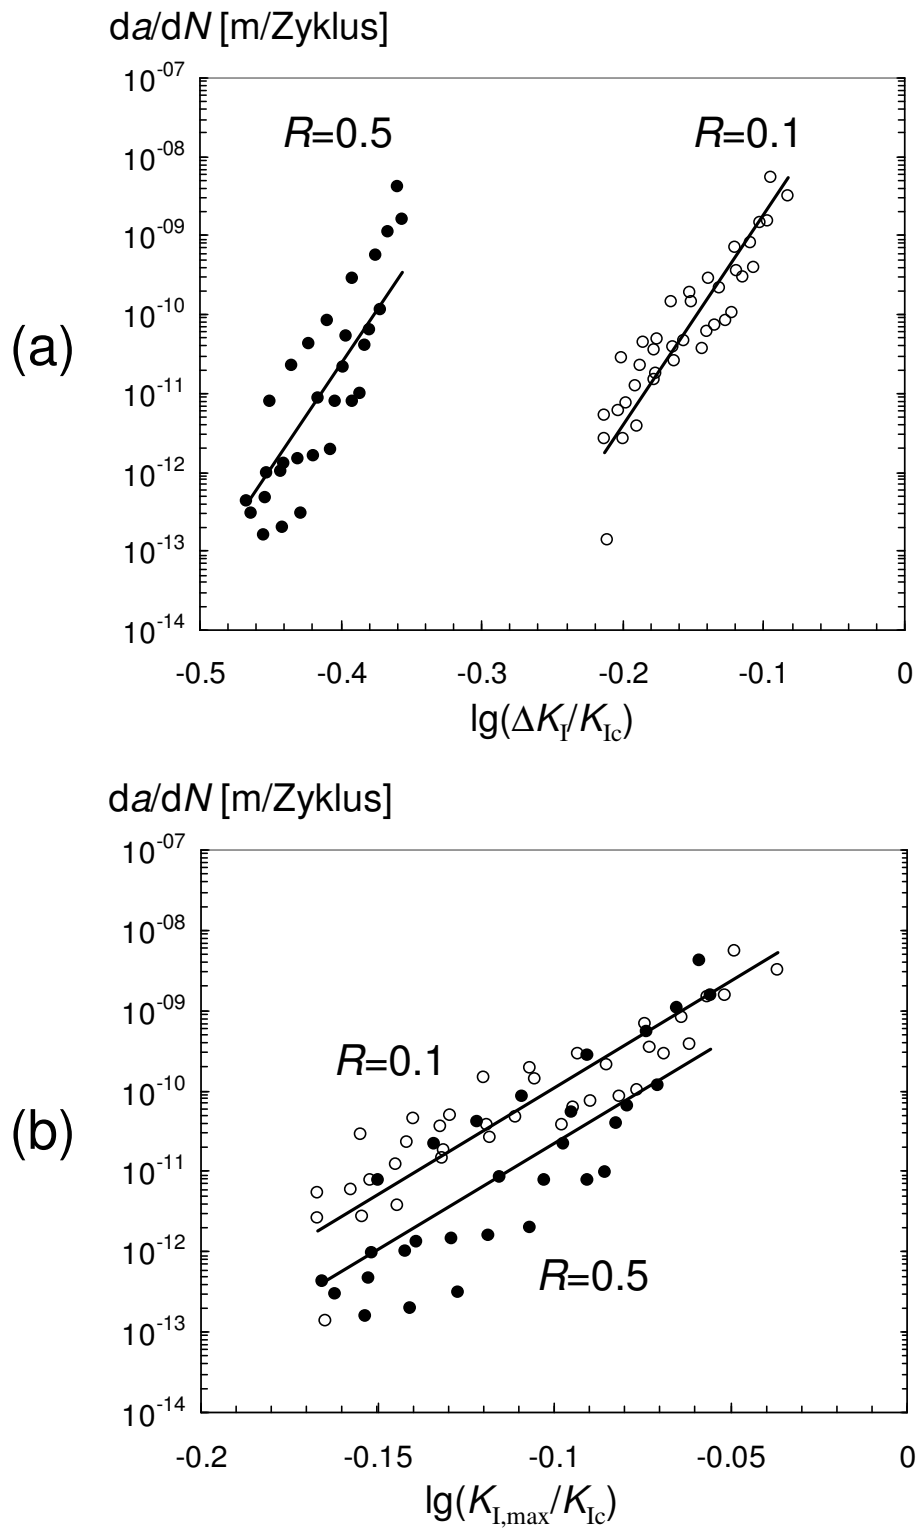 da/dN [m/Zyklus]
10⁻⁰⁷
R=0.5 R=0.1
10⁻⁰⁸
10⁻⁰⁹
10⁻¹⁰
(a)
10⁻¹¹
10⁻¹²
10⁻¹³
10⁻¹⁴
-0.5 -0.4 -0.3 -0.2 -0.1 0
lg(ΔK_I/K_Ic)
da/dN [m/Zyklus]
10⁻⁰⁷
10⁻⁰⁸
10⁻⁰⁹
R=0.1
10⁻¹⁰
(b)
10⁻¹¹
10⁻¹²
R=0.5
10⁻¹³
10⁻¹⁴
-0.2 -0.15 -0.1 -0.05 0
lg(K_I,max/K_Ic)